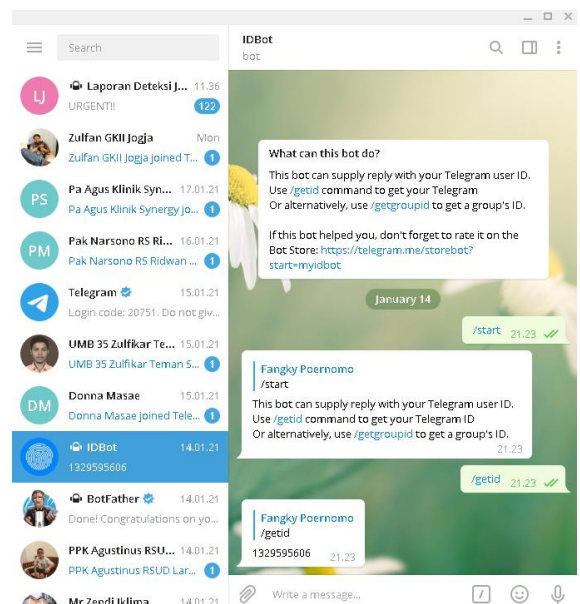 Search
LJ
Laporan Deteksi J... 11.36
URGENT!! 122
Zulfan GKII Jogja Mon
Zulfan GKII Jogja joined T... 1
PS
Pa Agus Klinik Syn... 17.01.21
Pa Agus Klinik Synergy jo... 1
PM
Pak Narsono RS Ri... 16.01.21
Pak Narsono RS Ridwan ... 1
Telegram 15.01.21
Login code: 20751. Do not giv...
UMB 35 Zulfikar Te... 15.01.21
UMB 35 Zulfikar Teman S... 1
DM
Donna Masae 15.01.21
Donna Masae joined Tele... 1
IDBot 14.01.21
1329595606
BotFather 14.01.21
Done! Congratulations on yo...
PPK Agustinus RSU... 14.01.21
PPK Agustinus RSUD Lar... 1
Mr Zendi Iklima 14.01.21
IDBot
bot
What can this bot do?
This bot can supply reply with your Telegram user ID.
Use /getid command to get your Telegram
Or alternatively, use /getgroupid to get a group's ID.
If this bot helped you, don't forget to rate it on the
Bot Store: https://telegram.me/storebot?
start=myidbot
January 14
/start 21.23
Fangky Poernomo
/start
This bot can supply reply with your Telegram user ID.
Use /getid command to get your Telegram ID
Or alternatively, use /getgroupid to get a group's ID.
21.23
/getid 21.23
Fangky Poernomo
/getid
1329595606 21.23
Write a message...